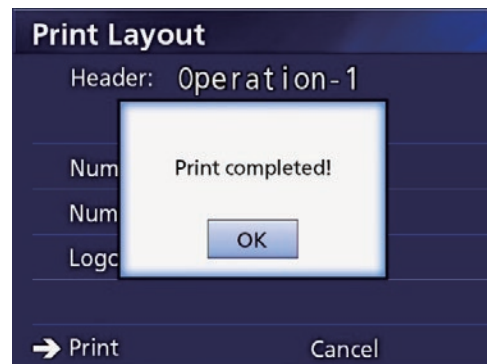 Print Layout
Header: Operation-1
Print completed!
Num
Num
OK
Logo
Print Cancel